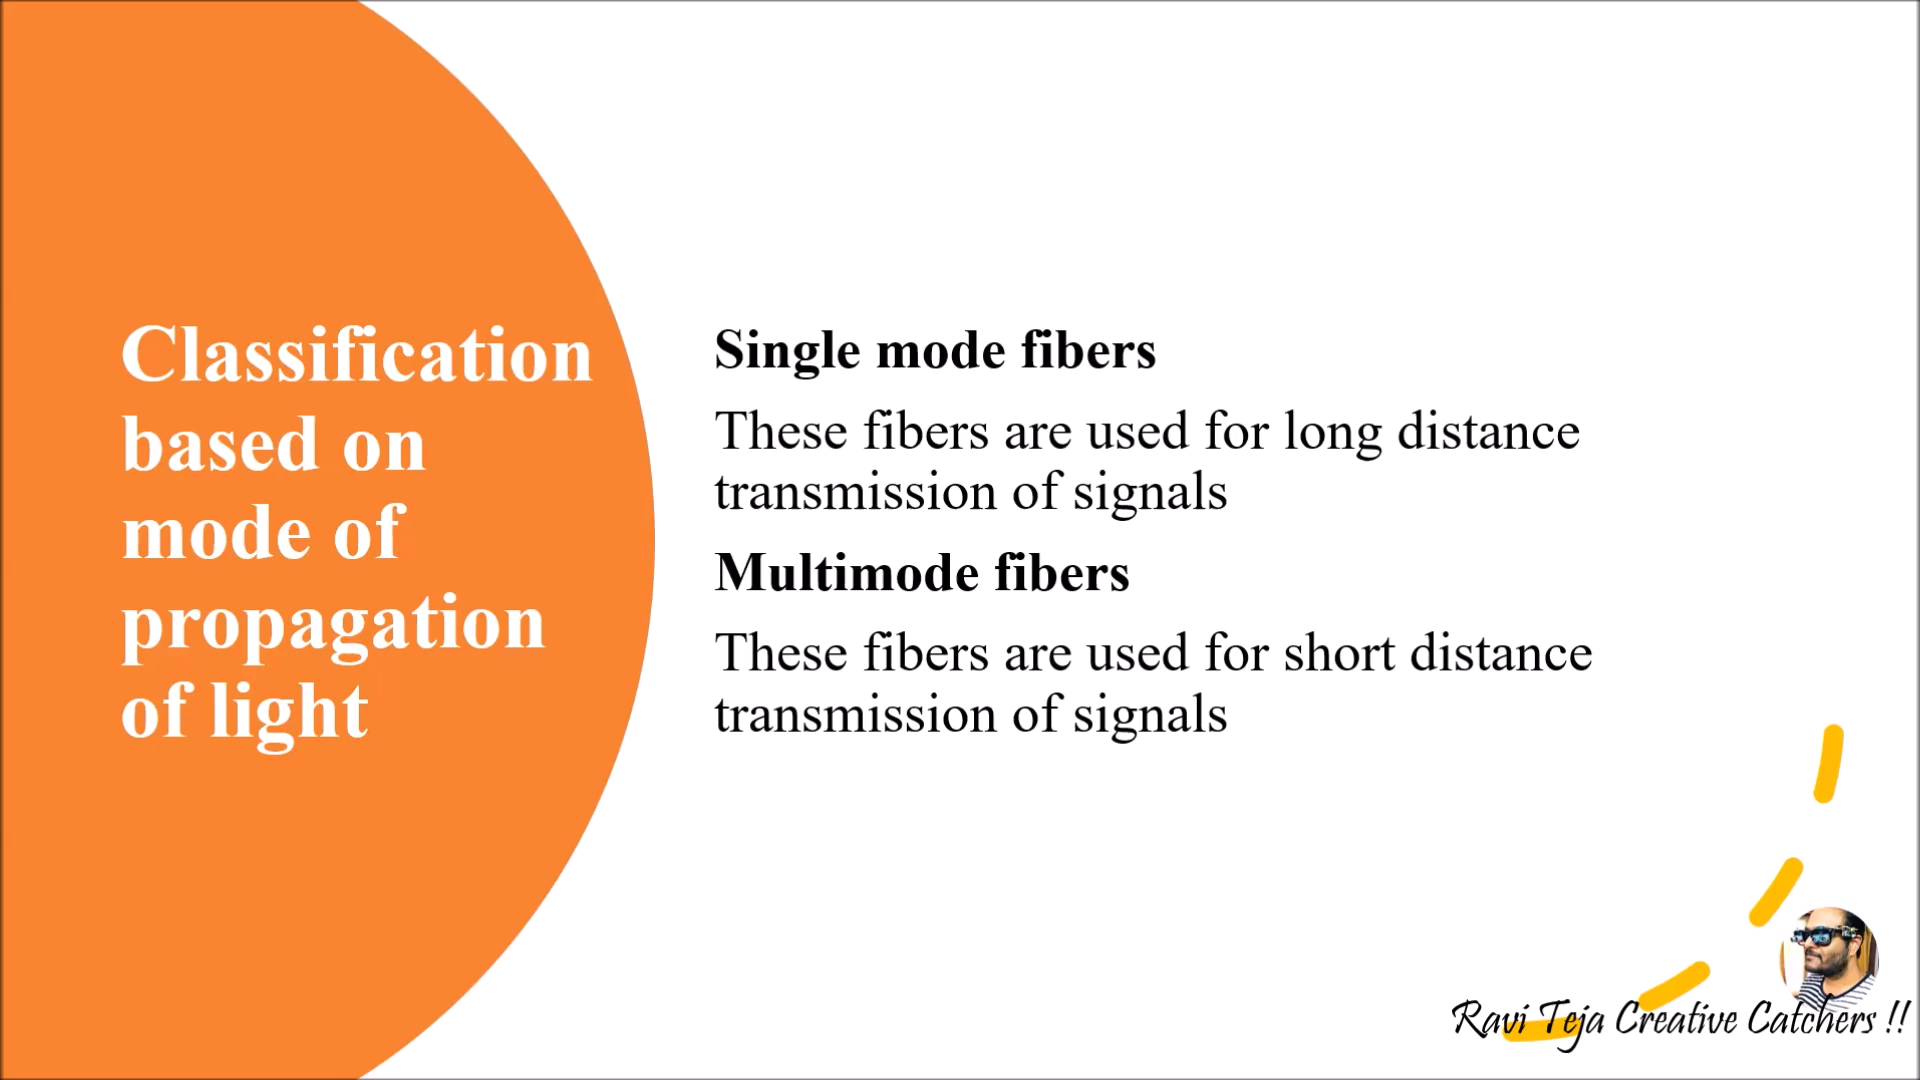 Classification
based on
mode of
propagation
of light
Single mode fibers
These fibers are used for long distance
transmission of signals
Multimode fibers
These fibers are used for short distance
transmission of signals
Ravi Teja Creative Catchers !!